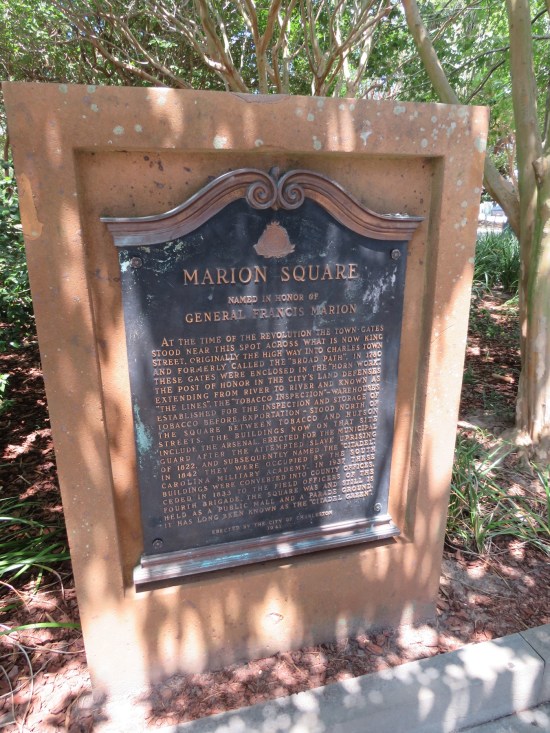 MARION SQUARE
NAMED IN HONOR OF
GENERAL FRANCIS MARION
AT THE TIME OF THE REVOLUTION THE TOWN GATES
STOOD NEAR THIS SPOT ACROSS WHAT IS NOW KING
STREET, ORIGINALLY THE HIGH WAY INTO CHARLES TOWN
AND FORMERLY CALLED THE "BROAD PATH". IN 1780
THESE GATES WERE ENCLOSED IN THE "HORN WORK,"
THE POST OF HONOR IN THE CITY'S LAND DEFENSES
EXTENDING FROM RIVER TO RIVER AND KNOWN AS
"THE LINES." THE "TOBACCO INSPECTION"-WAREHOUSES
ESTABLISHED FOR THE INSPECTION AND STORAGE OF
TOBACCO BEFORE EXPORTATION - STOOD NORTH OF
THE SQUARE BETWEEN TOBACCO AND HUDSON
STREETS. THE BUILDINGS NOW ON THAT SITE
INCLUDE THE ARSENAL, ERECTED FOR THE MUNICIPAL
GUARD AFTER THE ATTEMPTED SLAVE UPRISING
OF 1822, AND SUBSEQUENTLY NAMED THE CITADEL.
IN 1843 THEY WERE OCCUPIED BY THE SOUTH
CAROLINA MILITARY ACADEMY. IN 1937 THESE
BUILDINGS WERE CONVERTED INTO COUNTY OFFICES.
CEDED IN 1833 TO THE FIELD OFFICERS OF THE
FOURTH BRIGADE, THE SQUARE WAS AND STILL IS
HELD AS A PUBLIC MALL AND A PARADE GROUND.
IT HAS LONG BEEN KNOWN AS THE "CITADEL GREEN"
ERECTED BY THE CITY OF CHARLESTON